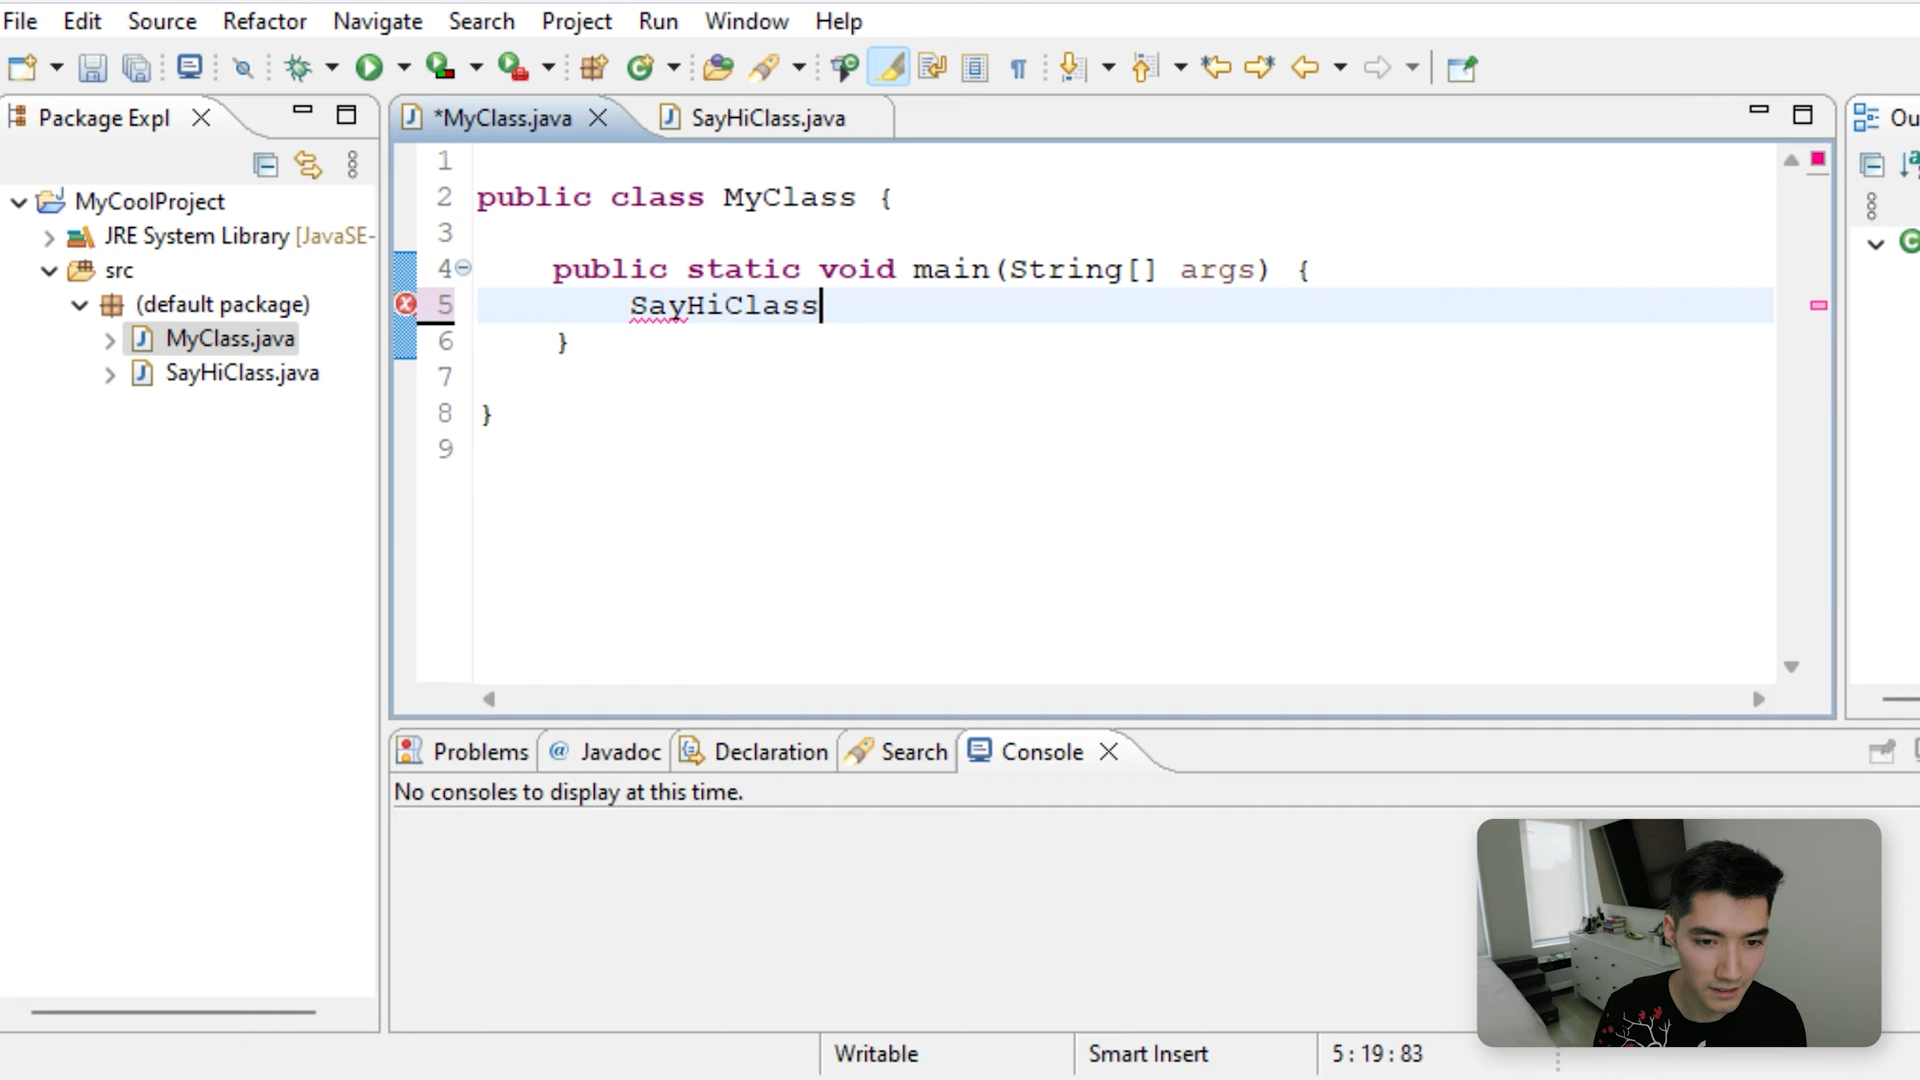 File Edit Source Refactor Navigate Search Project Run Window Help
Package Expl
*MyClass.java
SayHiClass.java
Ou
MyCoolProject
JRE System Library [JavaSE-
src
(default package)
MyClass.java
SayHiClass.java
1
2 public class MyClass {
3
4 public static void main(String[] args) {
5 SayHiClass
6 }
7
8 }
9
Problems @ Javadoc Declaration Search Console
No consoles to display at this time.
Writable Smart Insert 5 : 19 : 83